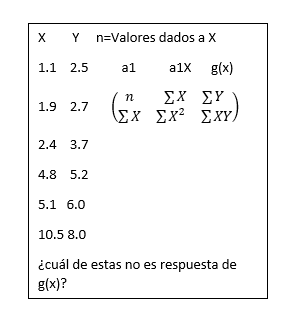 X Y n=Valores dados a X
1.1 2.5 a1 a1X g(x)
1.9 2.7 n ∑X ∑Y
∑X ∑X² ∑XY
2.4 3.7
4.8 5.2
5.1 6.0
10.5 8.0
¿cuál de estas no es respuesta de
g(x)?